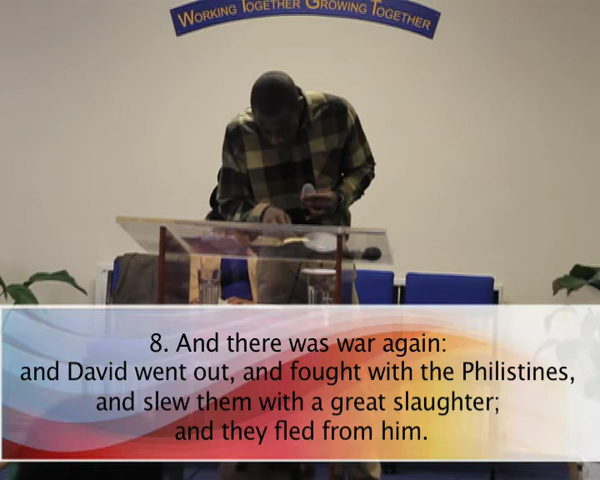 Working Together Growing Together
8. And there was war again:
and David went out, and fought with the Philistines,
and slew them with a great slaughter;
and they fled from him.